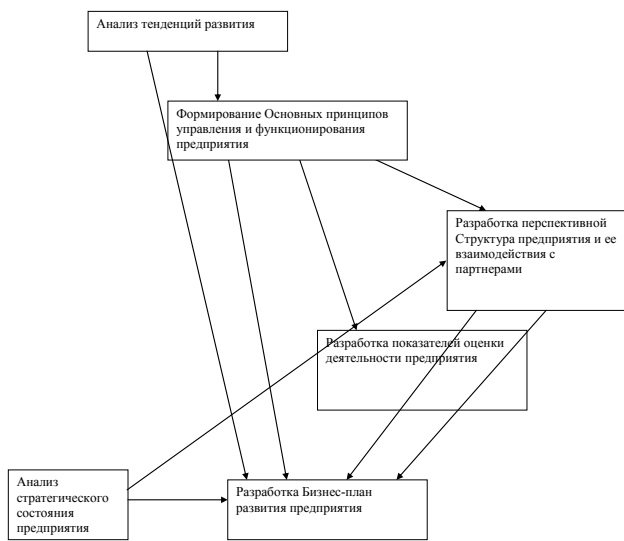 Анализ тенденций развития
Формирование Основных принципов
управления и функционирования
предприятия
Разработка перспективной
Структура предприятия и ее
взаимодействия с
партнерами
Разработка показателей оценки
деятельности предприятия
Анализ
стратегического
состояния
предприятия
Разработка Бизнес-план
развития предприятия